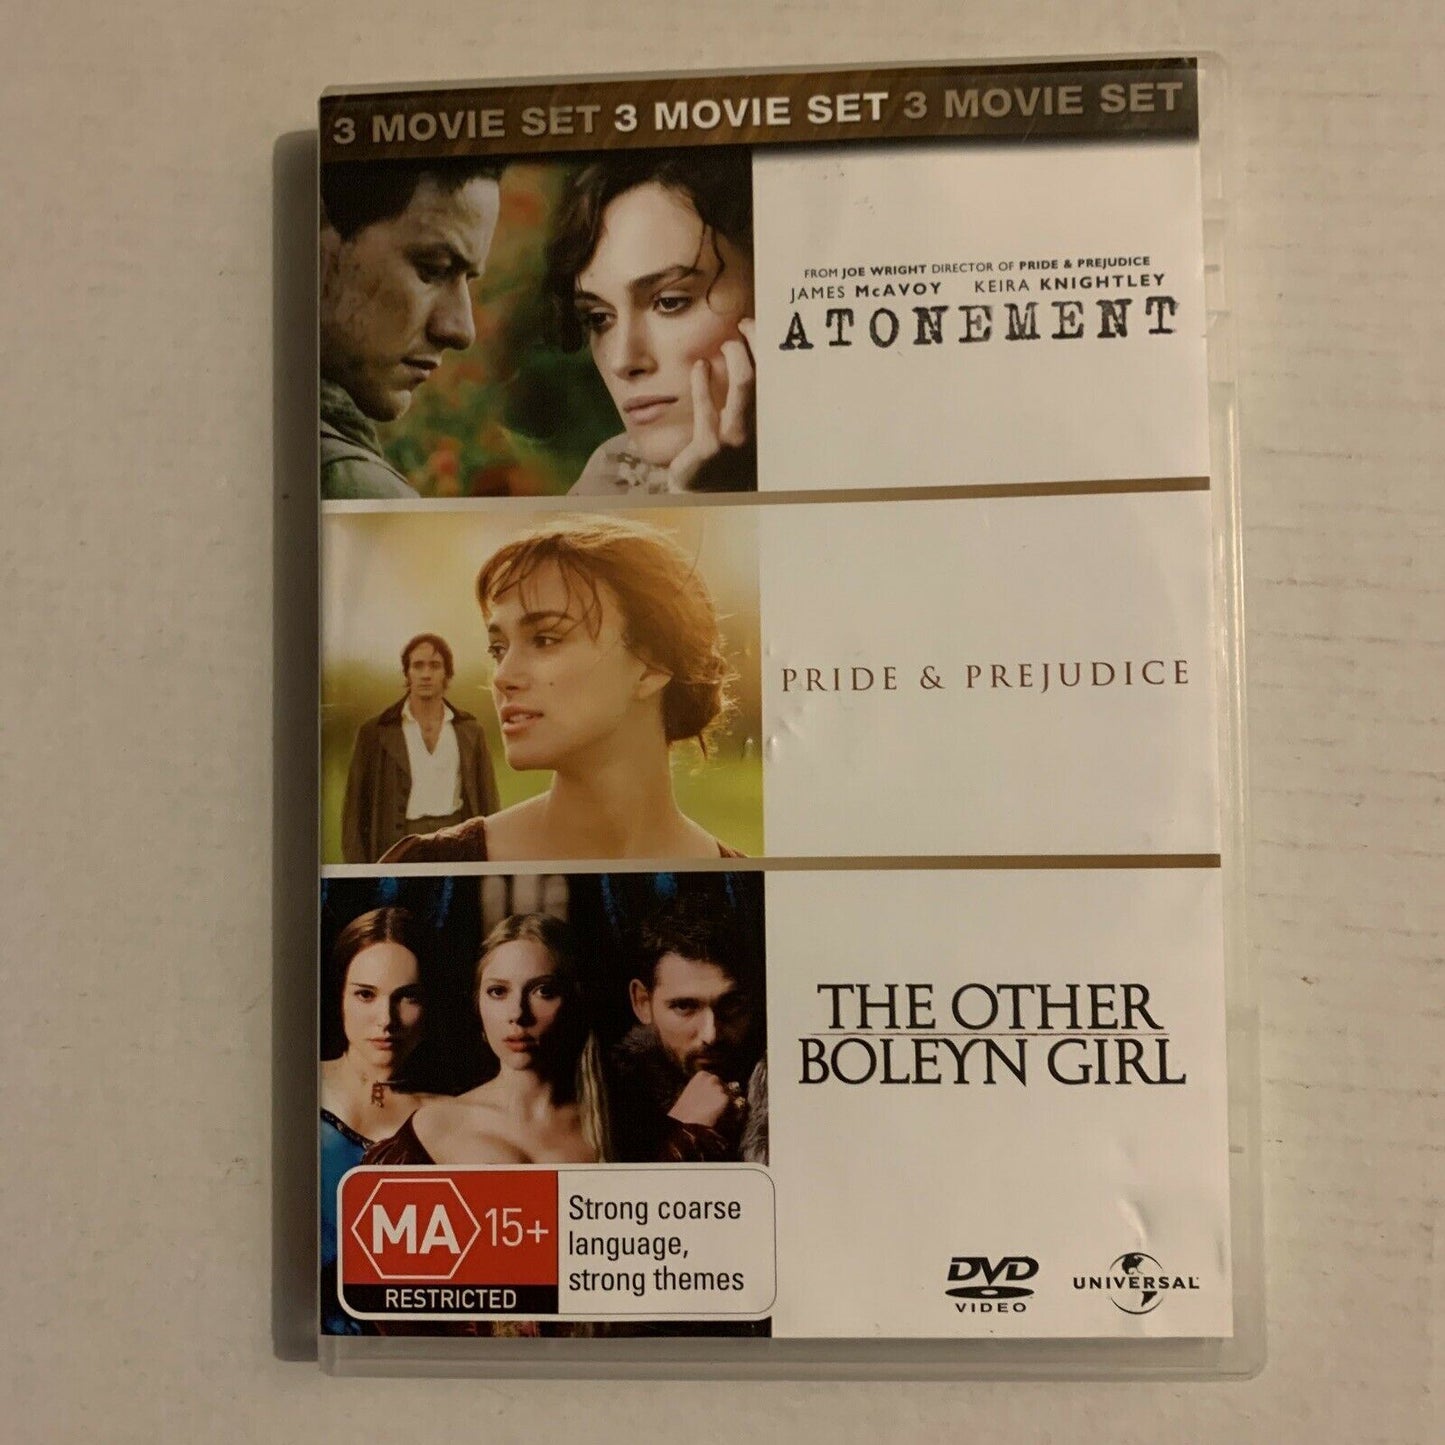 3 MOVIE SET 3 MOVIE SET 3 MOVIE SET
FROM JOE WRIGHT DIRECTOR OF PRIDE & PREJUDICE
JAMES McAVOY KEIRA KNIGHTLEY
ATONEMENT
PRIDE & PREJUDICE
THE OTHER
BOLEYN GIRL
MA 15+
RESTRICTED
Strong coarse
language,
strong themes
DVD
VIDEO
UNIVERSAL